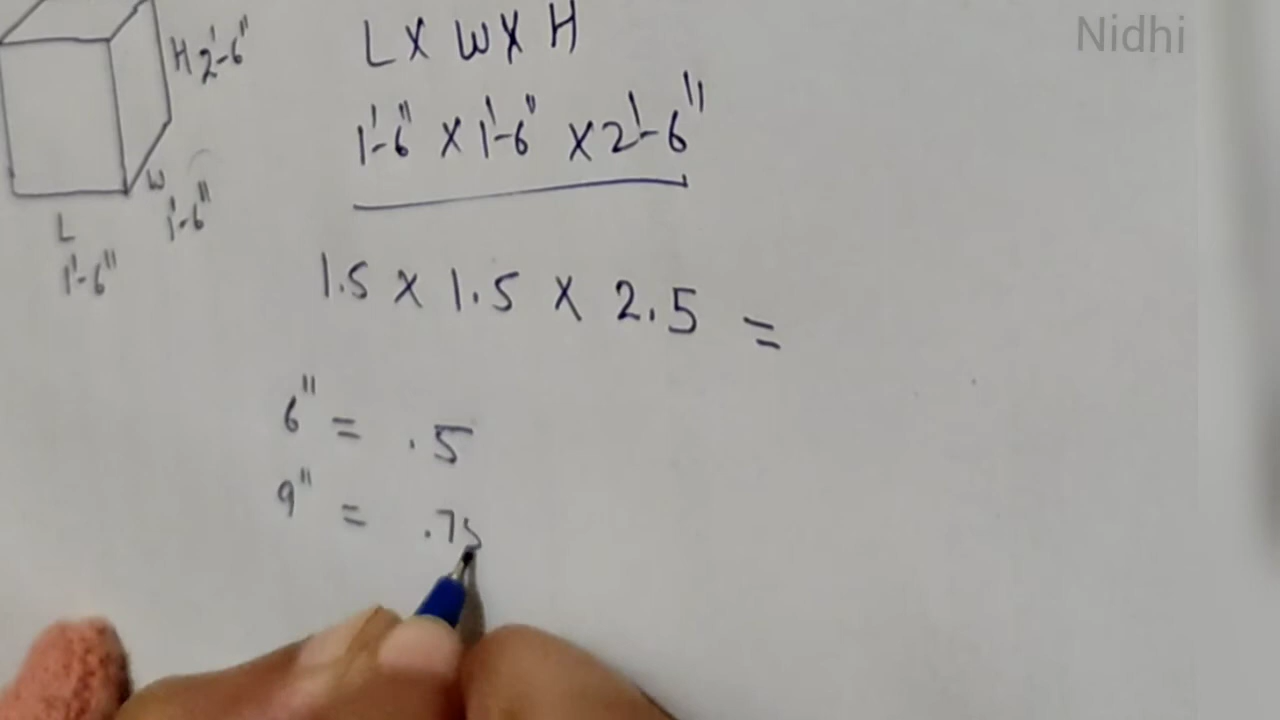 Nidhi
L X W X H
H 2'-6"
1'-6" X 1'-6" X 2'-6"
W
1'-6"
L
1'-6"
1.5 X 1.5 X 2.5 =
6" = .5
9" = .75